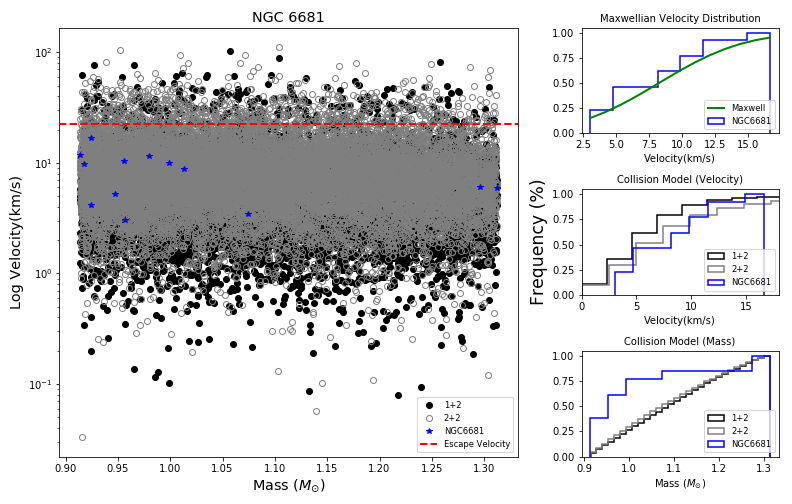 NGC 6681
Log Velocity(km/s)
10²
10¹
10⁰
10⁻¹
0.90 0.95 1.00 1.05 1.10 1.15 1.20 1.25 1.30
Mass (M⊙)
1+2
2+2
NGC6681
Escape Velocity
Frequency (%)
Maxwellian Velocity Distribution
1.00
0.75
0.50
0.25
0.00
2.5 5.0 7.5 10.0 12.5 15.0
Velocity(km/s)
Maxwell
NGC6681
Collision Model (Velocity)
1.00
0.75
0.50
0.25
0.00
0 5 10 15
Velocity(km/s)
1+2
2+2
NGC6681
Collision Model (Mass)
1.00
0.75
0.50
0.25
0.00
0.9 1.0 1.1 1.2 1.3
Mass (M⊙)
1+2
2+2
NGC6681